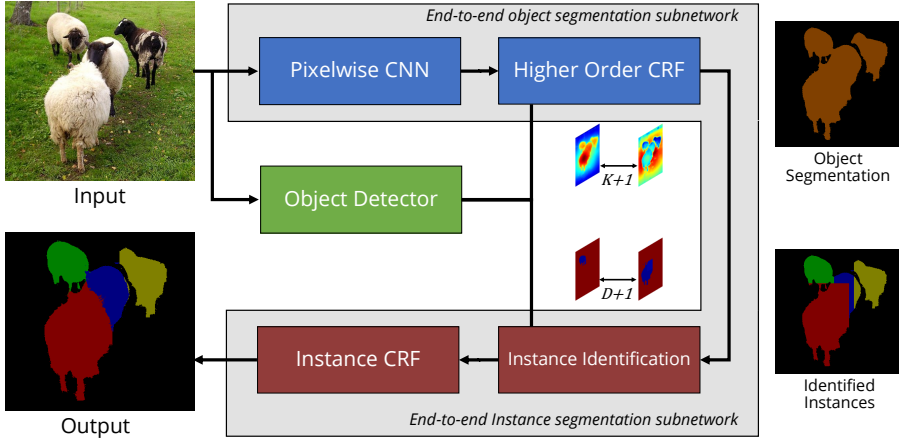 End-to-end object segmentation subnetwork
Pixelwise CNN
Higher Order CRF
Input
Object Detector
K+1
Object
Segmentation
D+1
Instance CRF
Instance Identification
Output
End-to-end Instance segmentation subnetwork
Identified
Instances